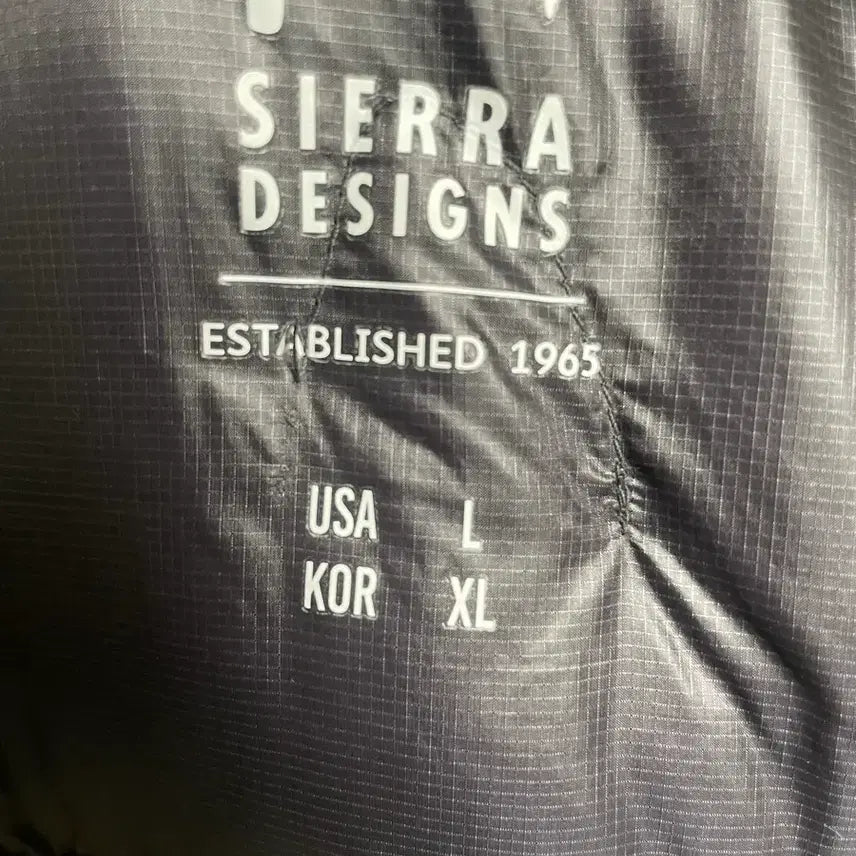 SIERRA
DESIGNS
ESTABLISHED 1965
USA L
KOR XL